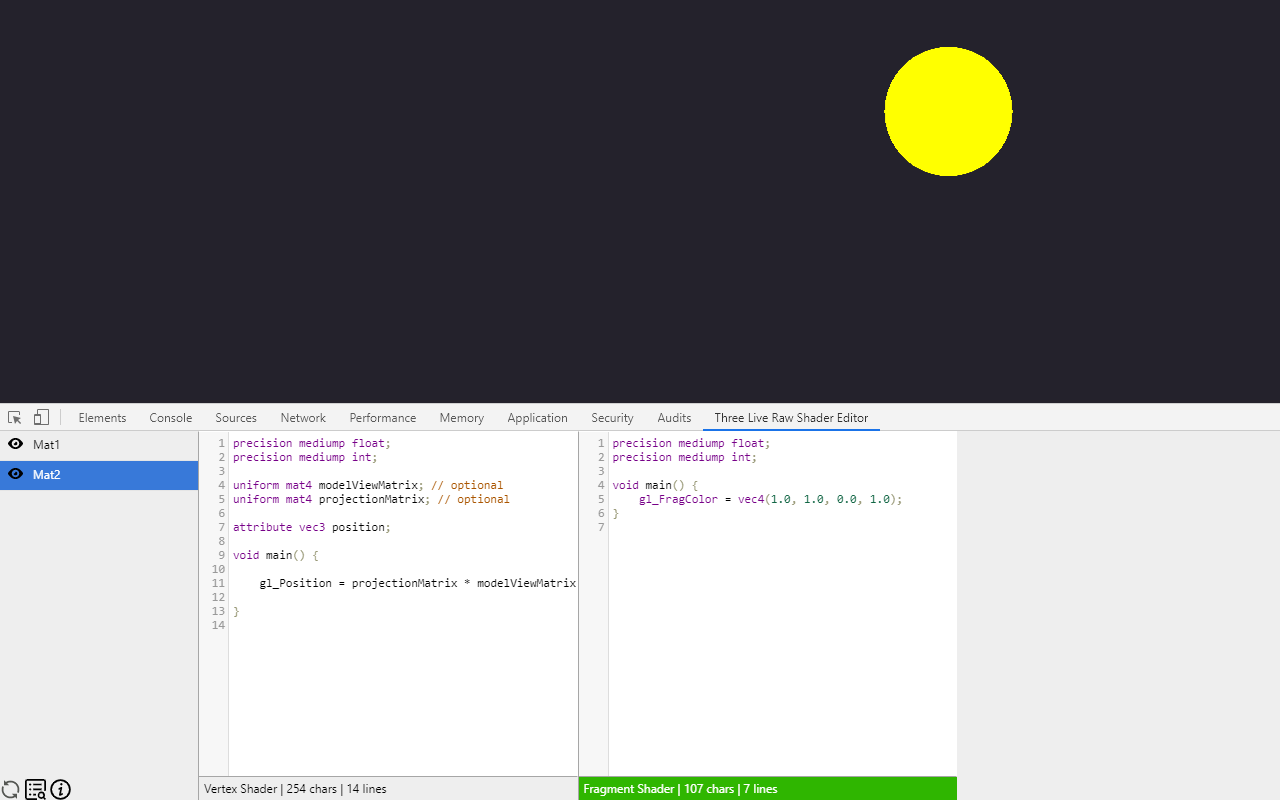 Elements Console Sources Network Performance Memory Application Security Audits Three Live Raw Shader Editor
Mat1
Mat2
1 precision mediump float;
2 precision mediump int;
3
4 uniform mat4 modelViewMatrix; // optional
5 uniform mat4 projectionMatrix; // optional
6
7 attribute vec3 position;
8
9 void main() {
10
11 gl_Position = projectionMatrix * modelViewMatrix
12
13 }
14
Vertex Shader | 254 chars | 14 lines
1 precision mediump float;
2 precision mediump int;
3
4 void main() {
5 gl_FragColor = vec4(1.0, 1.0, 0.0, 1.0);
6 }
7
Fragment Shader | 107 chars | 7 lines